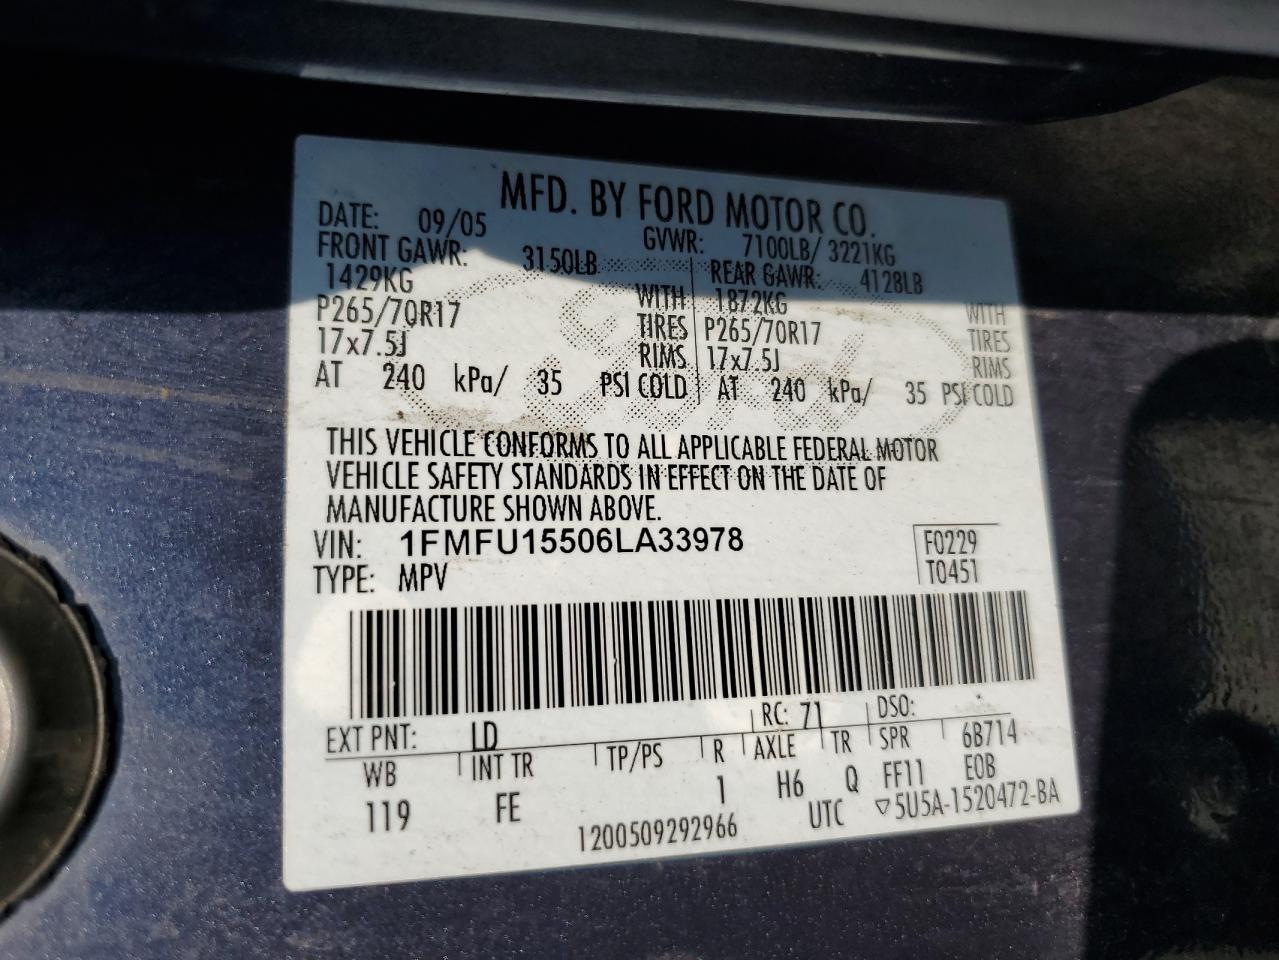 MFD. BY FORD MOTOR CO.
DATE: 09/05 GVWR: 7100LB/ 3221KG
FRONT GAWR: 3150LB REAR GAWR: 4128LB
1429KG WITH 1872KG WITH
P265/70R17 TIRES P265/70R17 TIRES
17x7.5J RIMS 17x7.5J RIMS
AT 240 kPa/ 35 PSI COLD AT 240 kPa/ 35 PSI COLD
THIS VEHICLE CONFORMS TO ALL APPLICABLE FEDERAL MOTOR
VEHICLE SAFETY STANDARDS IN EFFECT ON THE DATE OF
MANUFACTURE SHOWN ABOVE.
VIN: 1FMFU15506LA33978 F0229
TYPE: MPV T0451
EXT PNT: LD RC: 71 DSO:
WB INT TR TP/PS R AXLE TR SPR 6B714
119 FE 1 H6 Q FF11 EOB
1200509292966 UTC ▽5U5A-1520472-BA